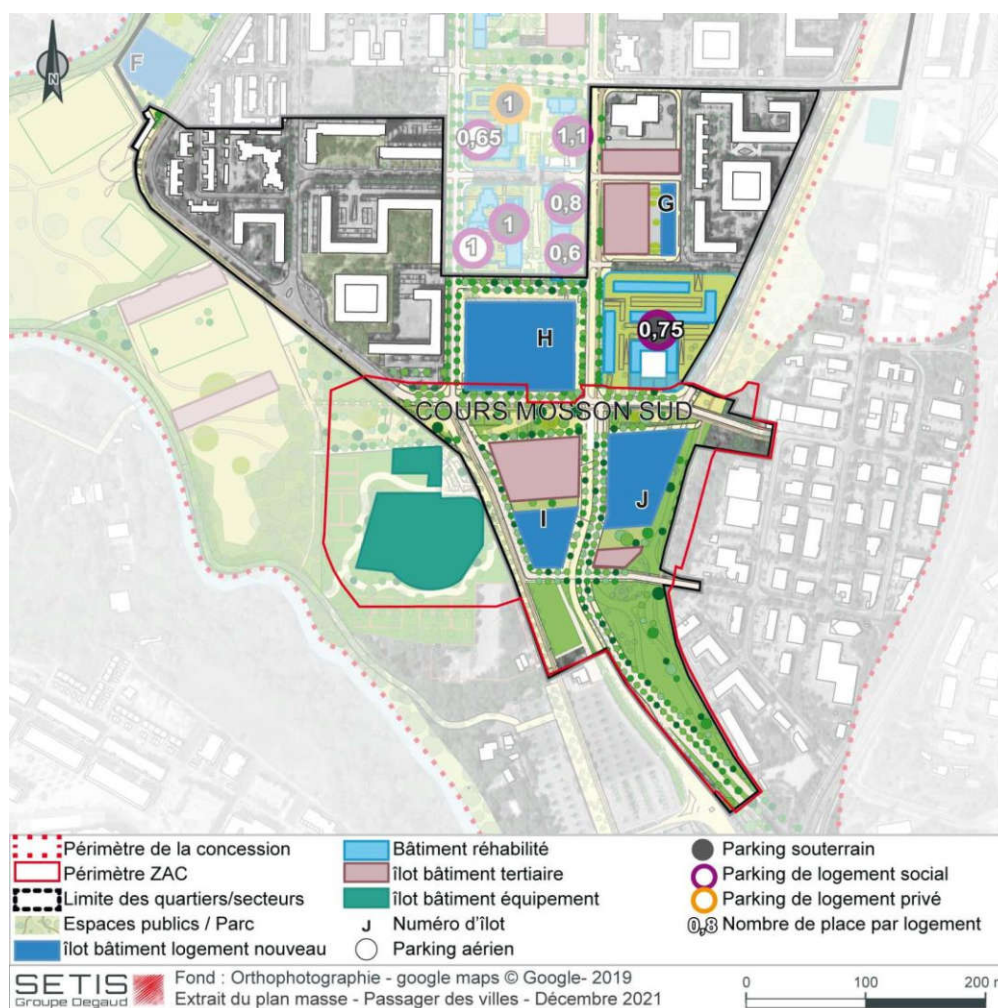 N
F
1
0,65
1,1
G
0,8
1
1
0,6
0,75
H
COURS MOSSON SUD
I
J
Périmètre de la concession
Périmètre ZAC
Limite des quartiers/secteurs
Espaces publics / Parc
îlot bâtiment logement nouveau
Bâtiment réhabilité
îlot bâtiment tertiaire
îlot bâtiment équipement
J Numéro d'îlot
Parking aérien
Parking souterrain
Parking de logement social
Parking de logement privé
0,8 Nombre de place par logement
SETIS
Groupe Degaud
Fond : Orthophotographie - google maps © Google- 2019
Extrait du plan masse - Passager des villes - Décembre 2021
0 100 200 m